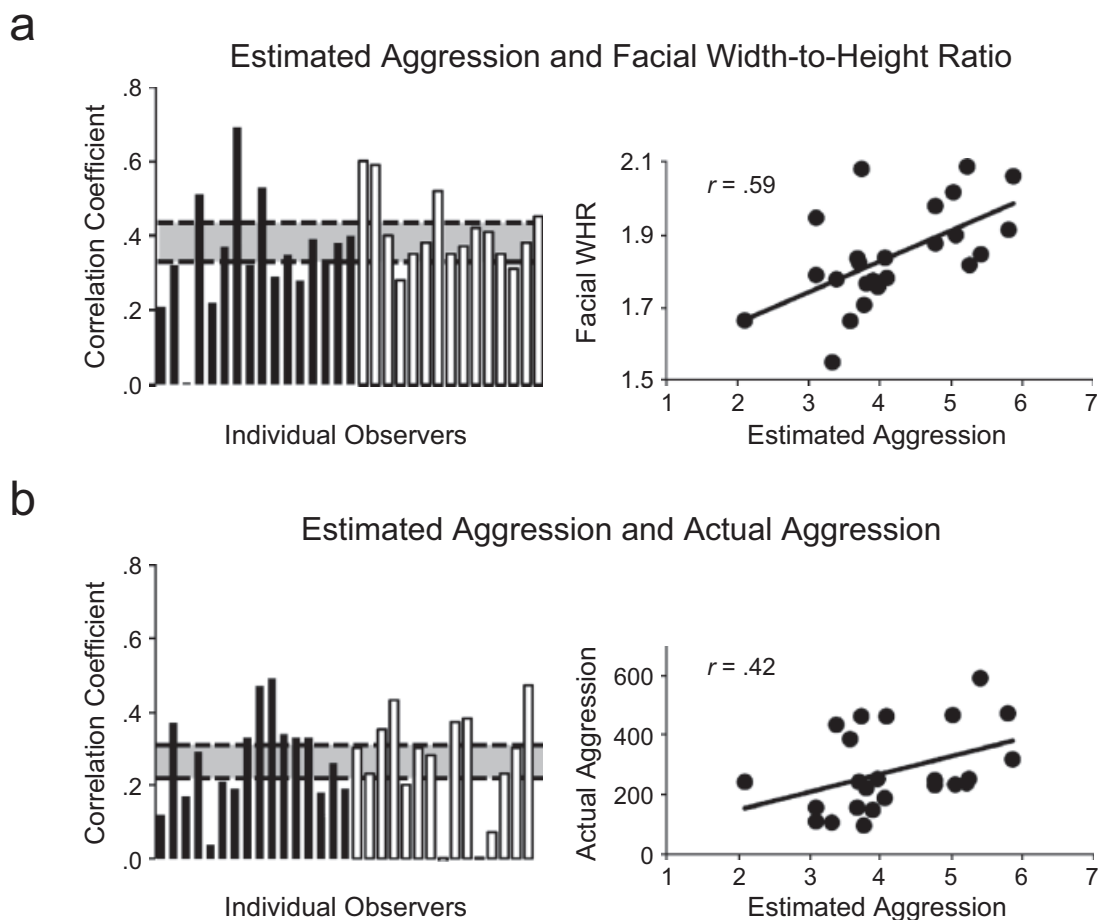 a
Estimated Aggression and Facial Width-to-Height Ratio
Correlation Coefficient
.8
.6
.4
.2
.0
Individual Observers
Facial WHR
2.1
1.9
1.7
1.5
r = .59
1 2 3 4 5 6 7
Estimated Aggression
b
Estimated Aggression and Actual Aggression
Correlation Coefficient
.8
.6
.4
.2
.0
Individual Observers
Actual Aggression
600
400
200
0
r = .42
1 2 3 4 5 6 7
Estimated Aggression